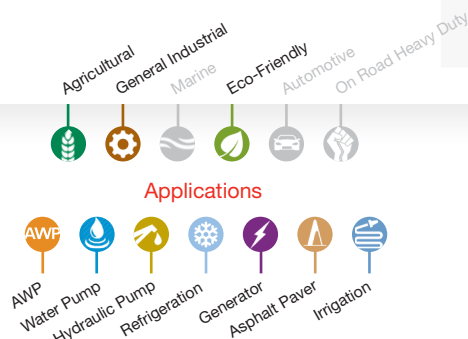 Agricultural
General Industrial
Marine
Eco-Friendly
Automotive
On Road Heavy Duty
Applications
AWP
AWP
Water Pump
Hydraulic Pump
Refrigeration
Generator
Asphalt Paver
Irrigation